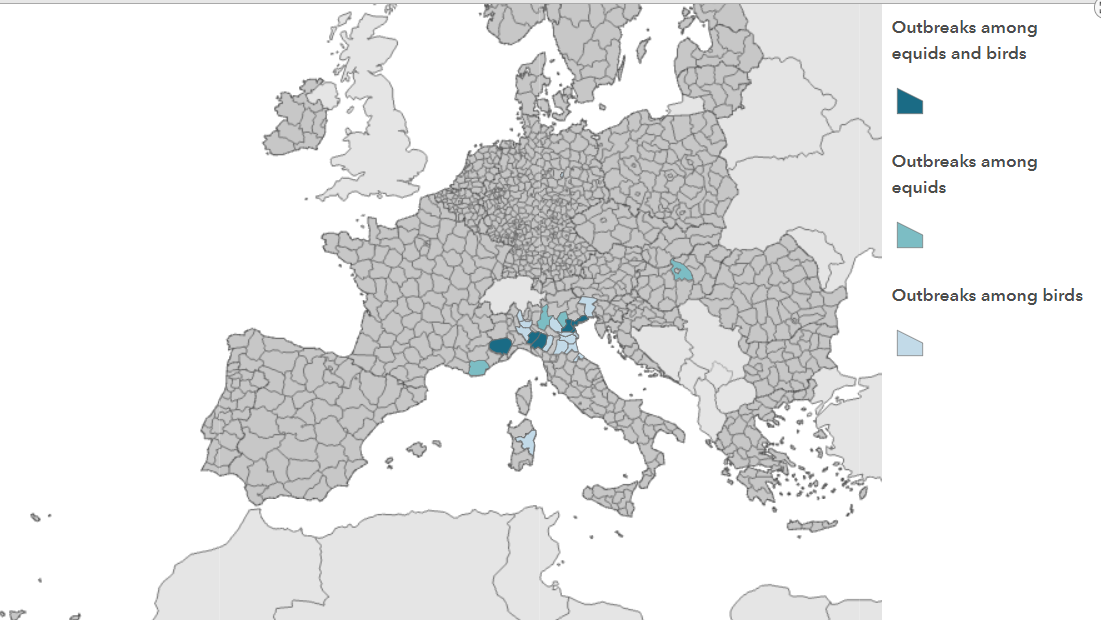 Outbreaks among
equids and birds
Outbreaks among
equids
Outbreaks among birds